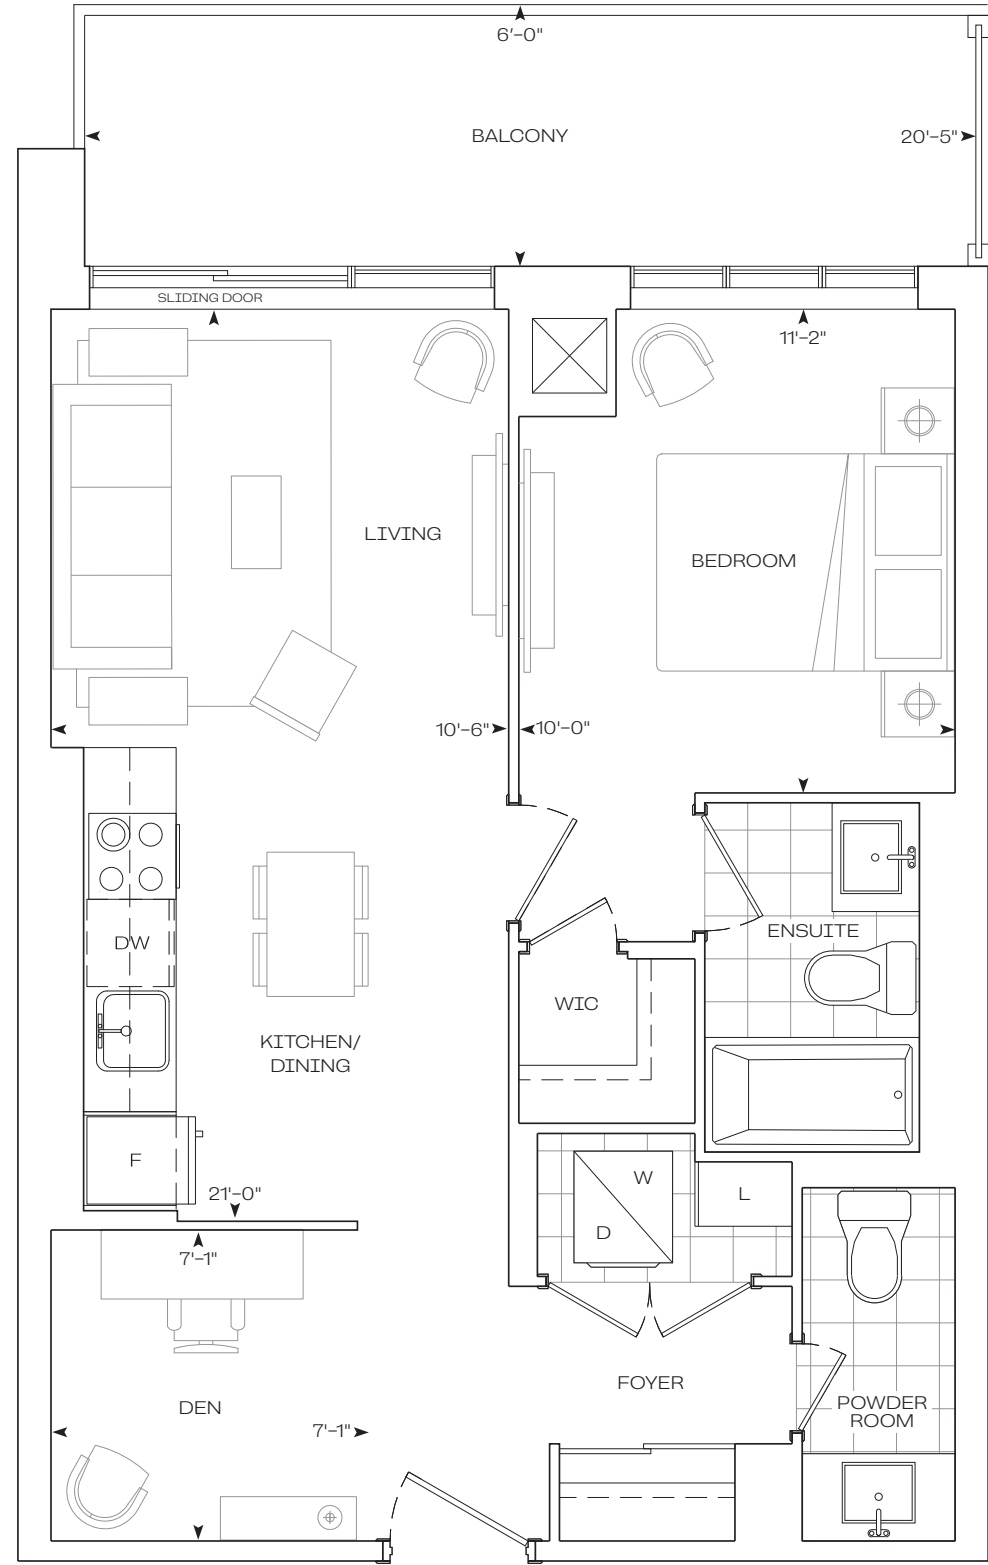 6'-0"
BALCONY
20'-5"
SLIDING DOOR
11'-2"
LIVING
BEDROOM
10'-6"
10'-0"
ENSUITE
DW
WIC
KITCHEN/
DINING
F
W
D
L
21'-0"
7'-1"
FOYER
DEN
7'-1"
POWDER
ROOM